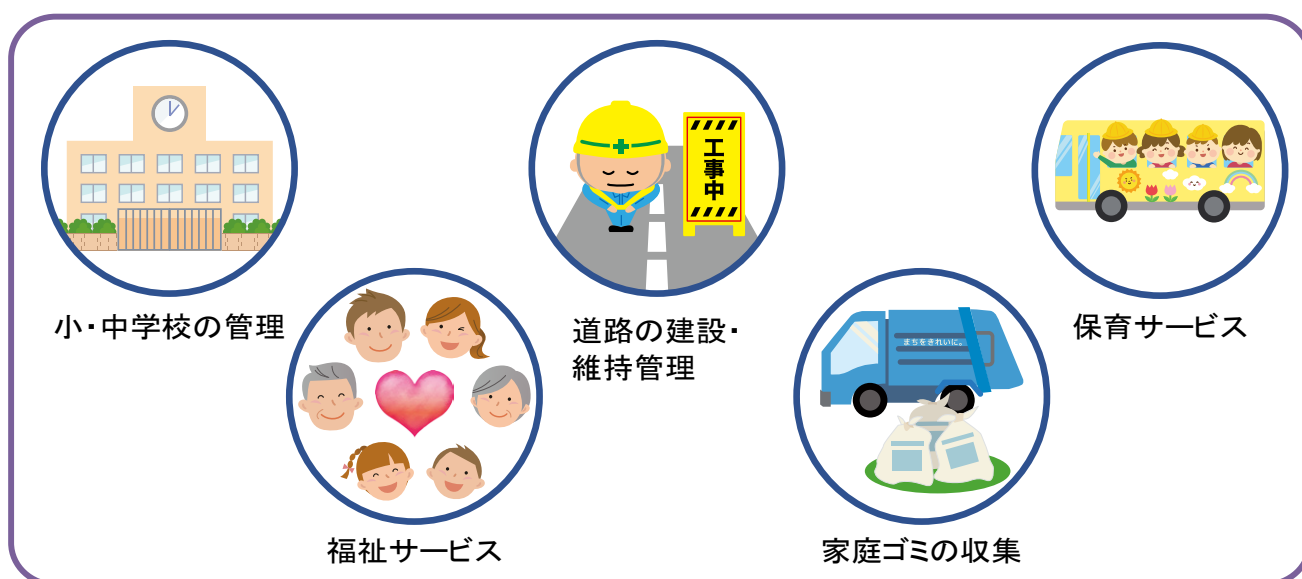 工事中
小・中学校の管理
道路の建設・
維持管理
保育サービス
まちをきれいに。
福祉サービス
家庭ゴミの収集